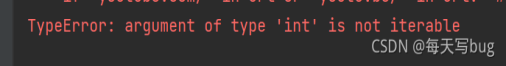 TypeError: argument of type 'int' is not iterable
CSDN @每天写bug